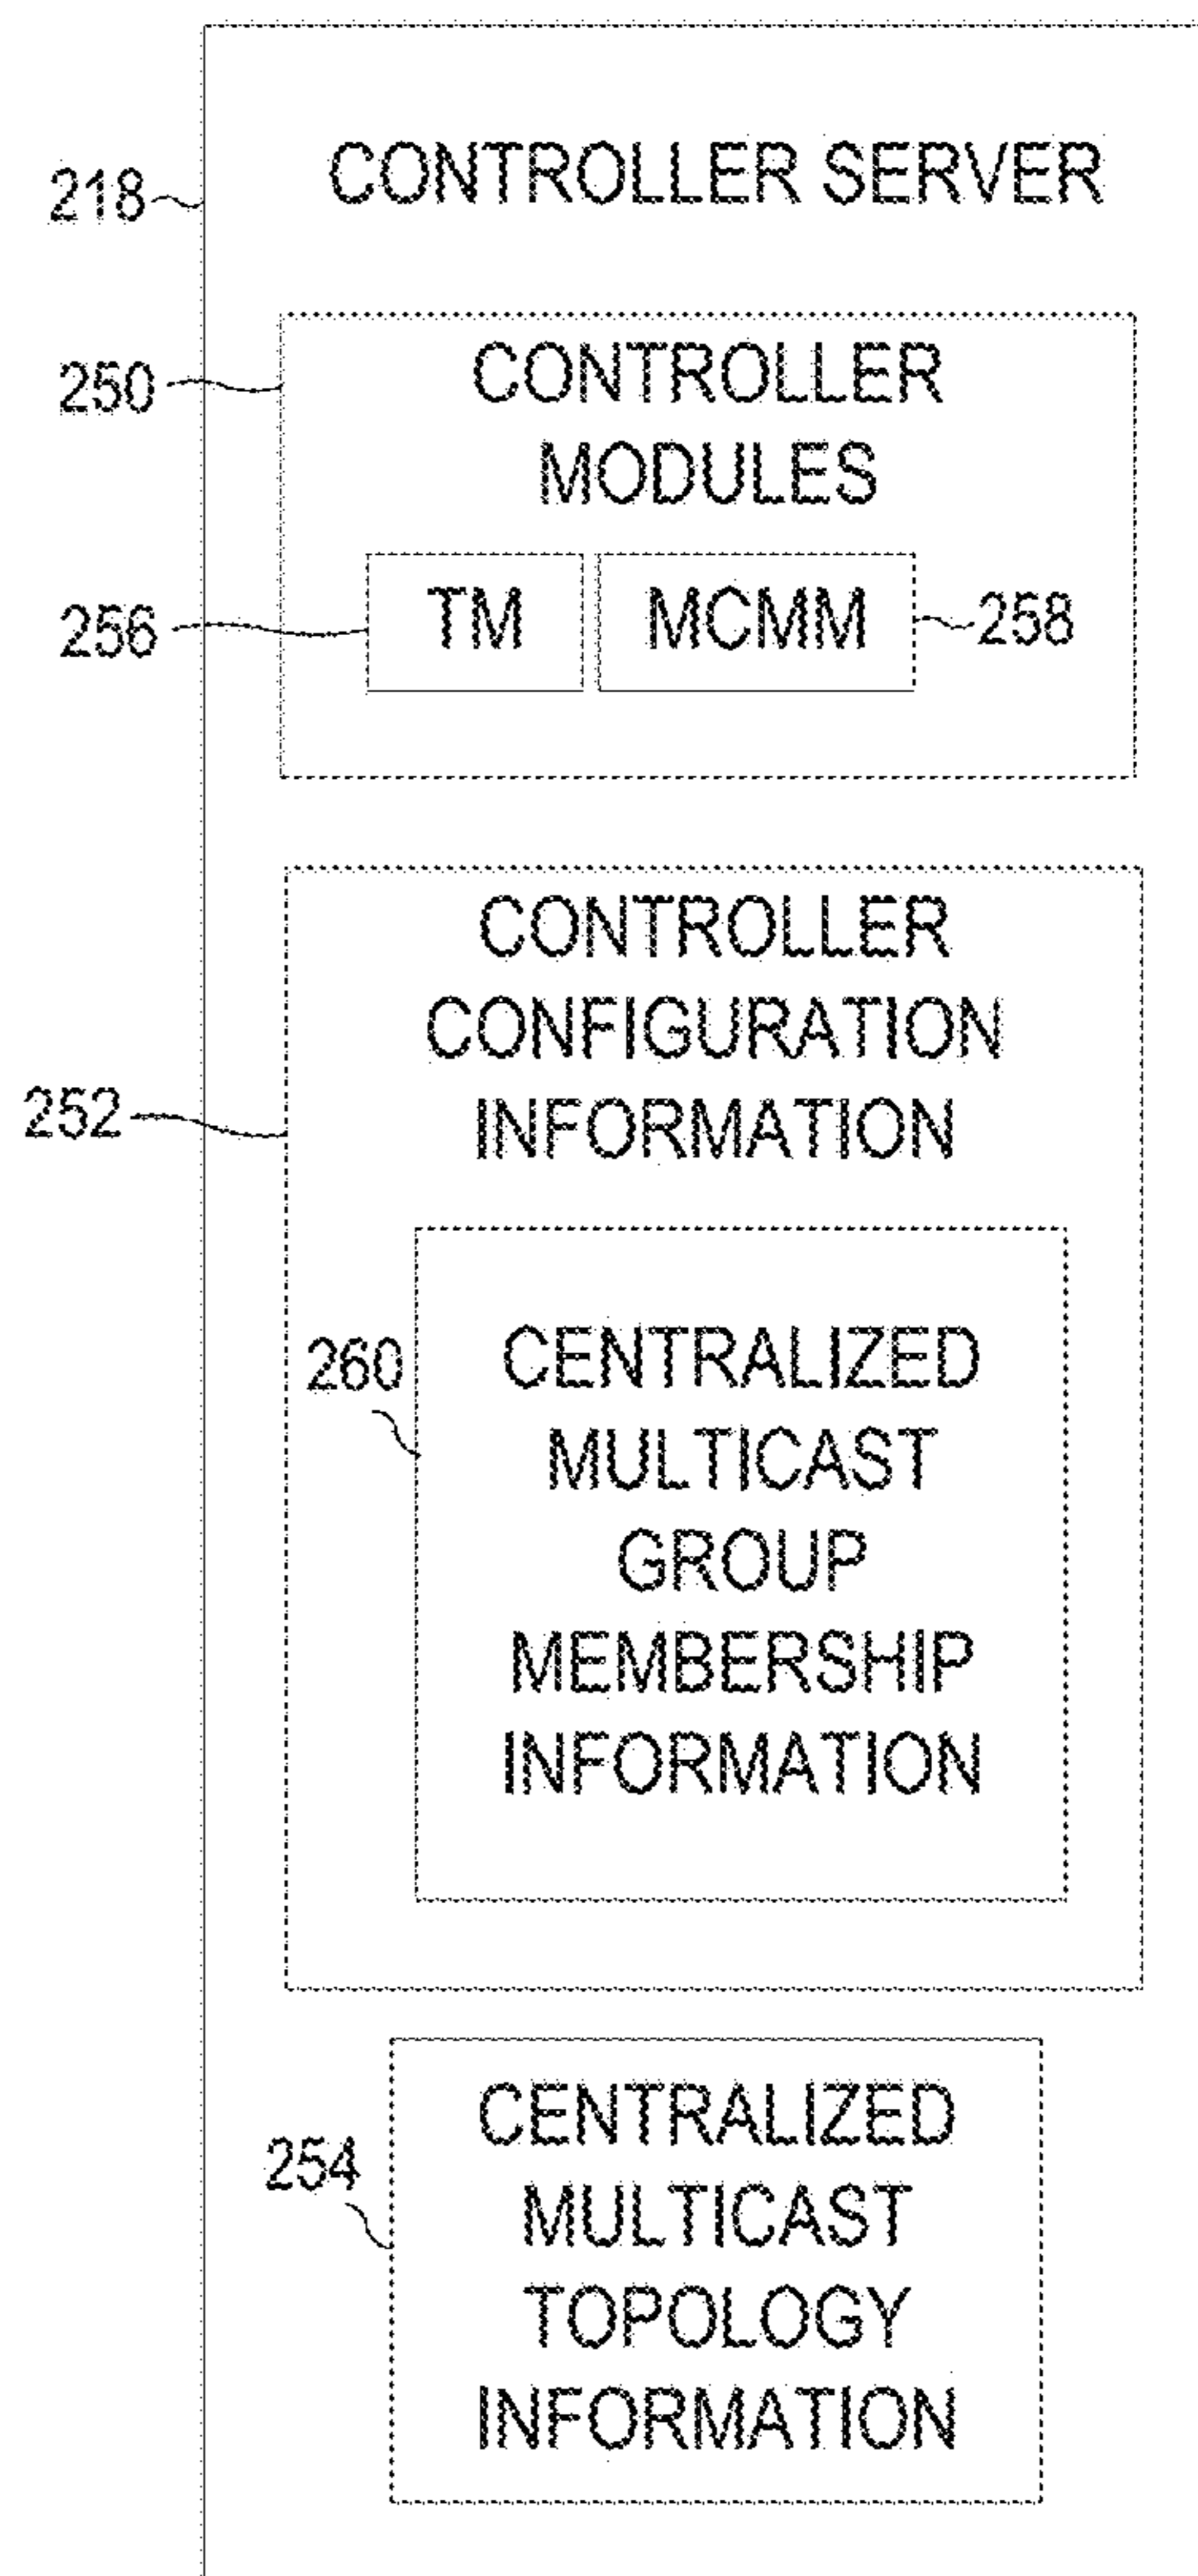 218
CONTROLLER SERVER
250
CONTROLLER
MODULES
256
TM
MCMM
258
252
CONTROLLER
CONFIGURATION
INFORMATION
260
CENTRALIZED
MULTICAST
GROUP
MEMBERSHIP
INFORMATION
254
CENTRALIZED
MULTICAST
TOPOLOGY
INFORMATION